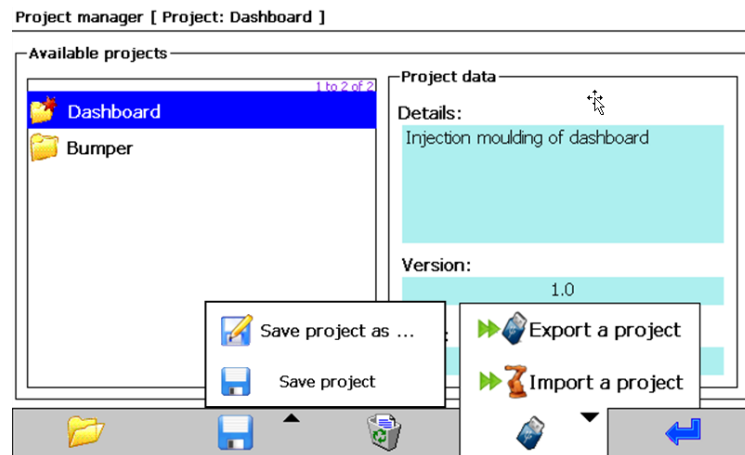 Project manager [ Project: Dashboard ]
Available projects
1 to 2 of 2
Dashboard
Bumper
Project data
Details:
Injection moulding of dashboard
Version:
1.0
Save project as ...
Save project
Export a project
Import a project